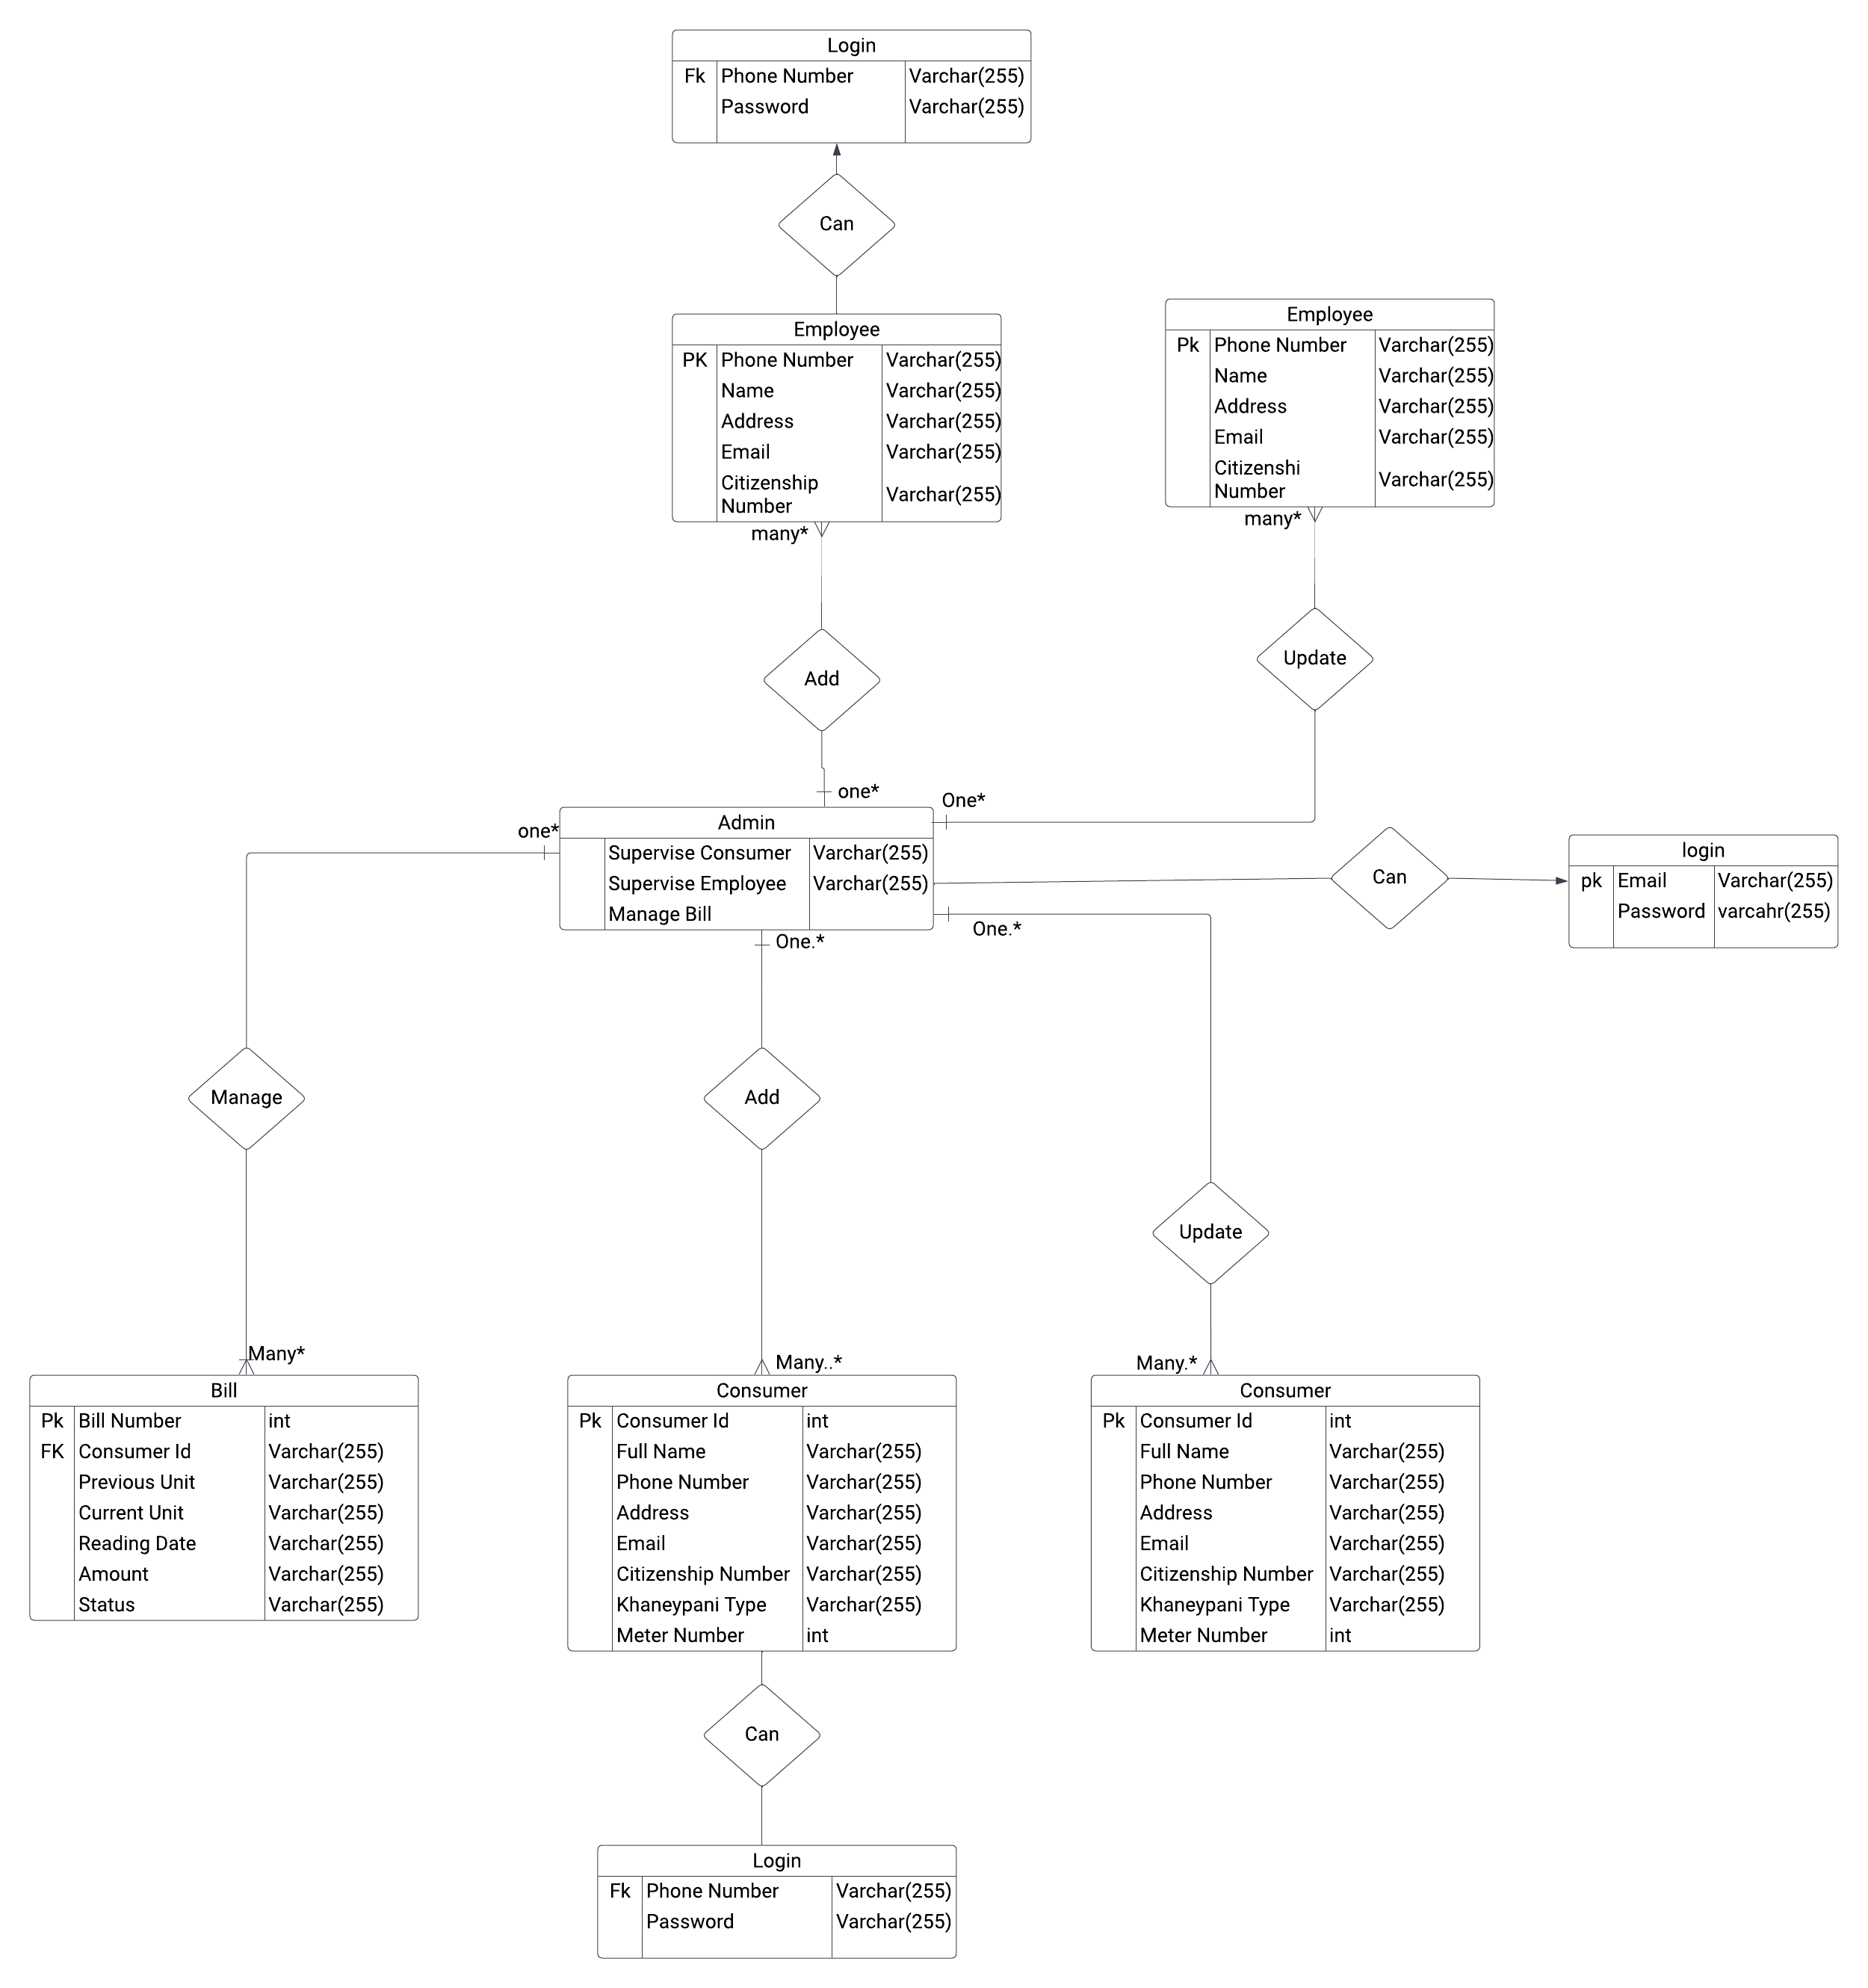 Login
Fk Phone Number Varchar(255)
Password Varchar(255)
Can
Employee
PK Phone Number Varchar(255)
Name Varchar(255)
Address Varchar(255)
Email Varchar(255)
Citizenship
Number Varchar(255)
many*
Employee
Pk Phone Number Varchar(255)
Name Varchar(255)
Address Varchar(255)
Email Varchar(255)
Citizenshi
Number Varchar(255)
many*
Add
Update
one*
One*
one*
Admin
Supervise Consumer Varchar(255)
Supervise Employee Varchar(255)
Manage Bill
One.*
One.*
Can
login
pk Email Varchar(255)
Password varcahr(255)
Manage
Add
Update
Many*
Many..*
Many.*
Bill
Pk Bill Number int
FK Consumer Id Varchar(255)
Previous Unit Varchar(255)
Current Unit Varchar(255)
Reading Date Varchar(255)
Amount Varchar(255)
Status Varchar(255)
Consumer
Pk Consumer Id int
Full Name Varchar(255)
Phone Number Varchar(255)
Address Varchar(255)
Email Varchar(255)
Citizenship Number Varchar(255)
Khaneypani Type Varchar(255)
Meter Number int
Consumer
Pk Consumer Id int
Full Name Varchar(255)
Phone Number Varchar(255)
Address Varchar(255)
Email Varchar(255)
Citizenship Number Varchar(255)
Khaneypani Type Varchar(255)
Meter Number int
Can
Login
Fk Phone Number Varchar(255)
Password Varchar(255)